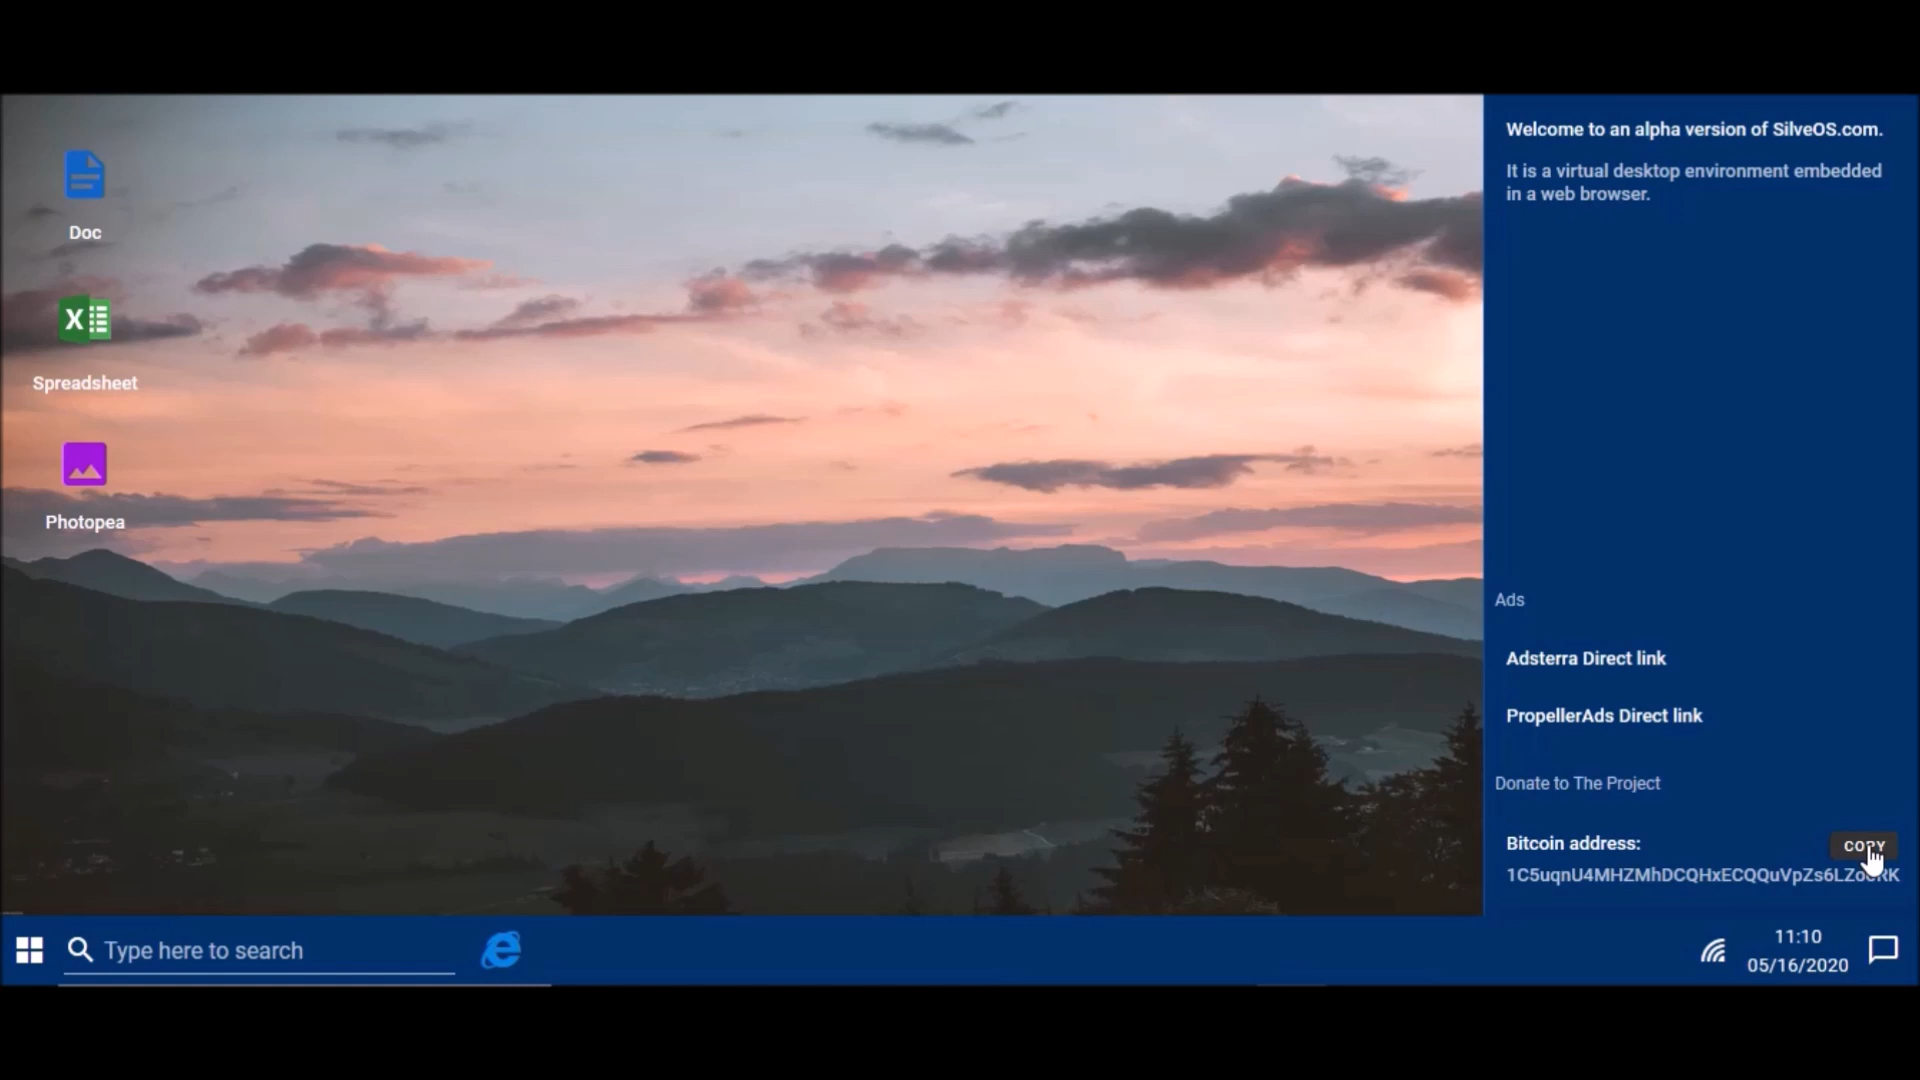 Doc
Spreadsheet
Photopea
Welcome to an alpha version of SilveOS.com.
It is a virtual desktop environment embedded
in a web browser.
Ads
Adsterra Direct link
PropellerAds Direct link
Donate to The Project
Bitcoin address:
COPY
Type here to search
11:10
05/16/2020